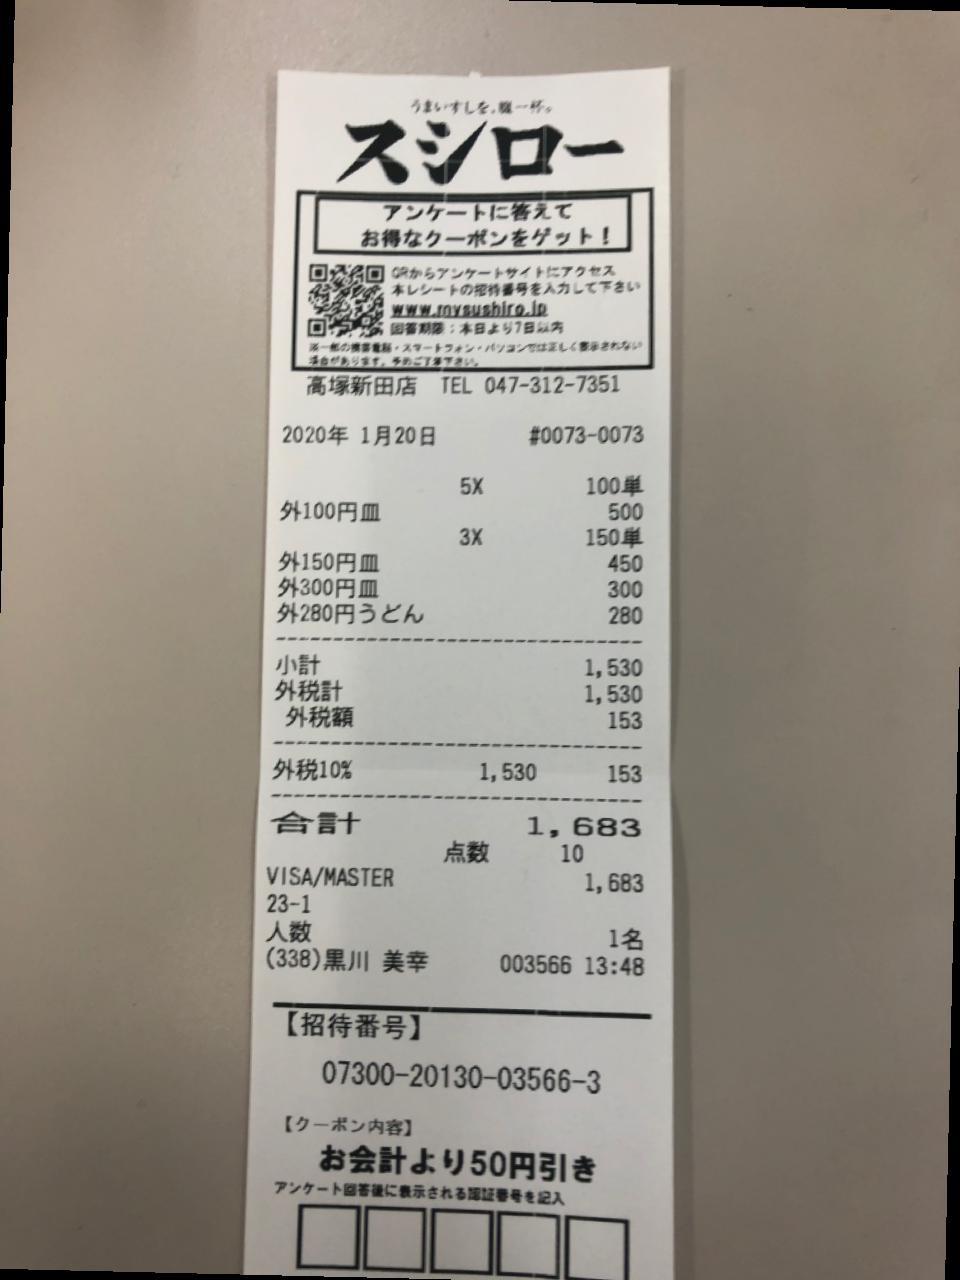 うまいすしを、腹一杯。
スシロー
アンケートに答えて
お得なクーポンをゲット！
QRからアンケートサイトにアクセス
本レシートの招待番号を入力して下さい
www.mysushiro.jp
回答期限：本日より7日以内
※一部の携帯電話・スマートフォン・パソコンでは正しく表示されない
場合があります。予めご了承下さい。
高塚新田店 TEL 047-312-7351
2020年 1月20日 #0073-0073
5X 100単
外100円皿 500
3X 150単
外150円皿 450
外300円皿 300
外280円うどん 280
小計 1,530
外税計 1,530
外税額 153
外税10% 1,530 153
合計 1,683
点数 10
VISA/MASTER 1,683
23-1
人数 1名
(338)黒川 美幸 003566 13:48
【招待番号】
07300-20130-03566-3
【クーポン内容】
お会計より50円引き
アンケート回答後に表示される認証番号を記入